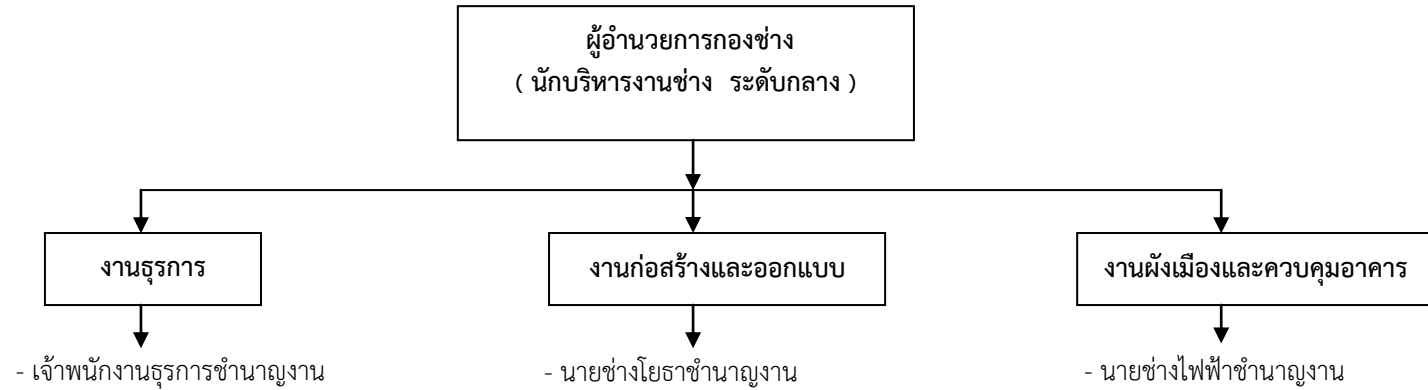 ผู้อำนวยการกองช่าง
( นักบริหารงานช่าง ระดับกลาง )
งานธุรการ
งานก่อสร้างและออกแบบ
งานผังเมืองและควบคุมอาคาร
- เจ้าพนักงานธุรการชำนาญงาน
- นายช่างโยธาชำนาญงาน
- นายช่างไฟฟ้าชำนาญงาน